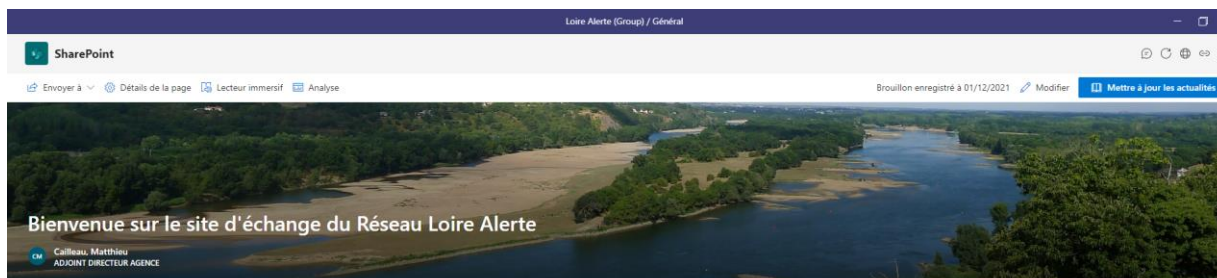 Loire Alerte (Group) / Général
SharePoint
Envoyer à Détails de la page Lecteur immersif Analyse Brouillon enregistré à 01/12/2021 Modifier Mettre à jour les actualités
Bienvenue sur le site d'échange du Réseau Loire Alerte
CM Cailleau, Matthieu
ADJOINT DIRECTEUR AGENCE